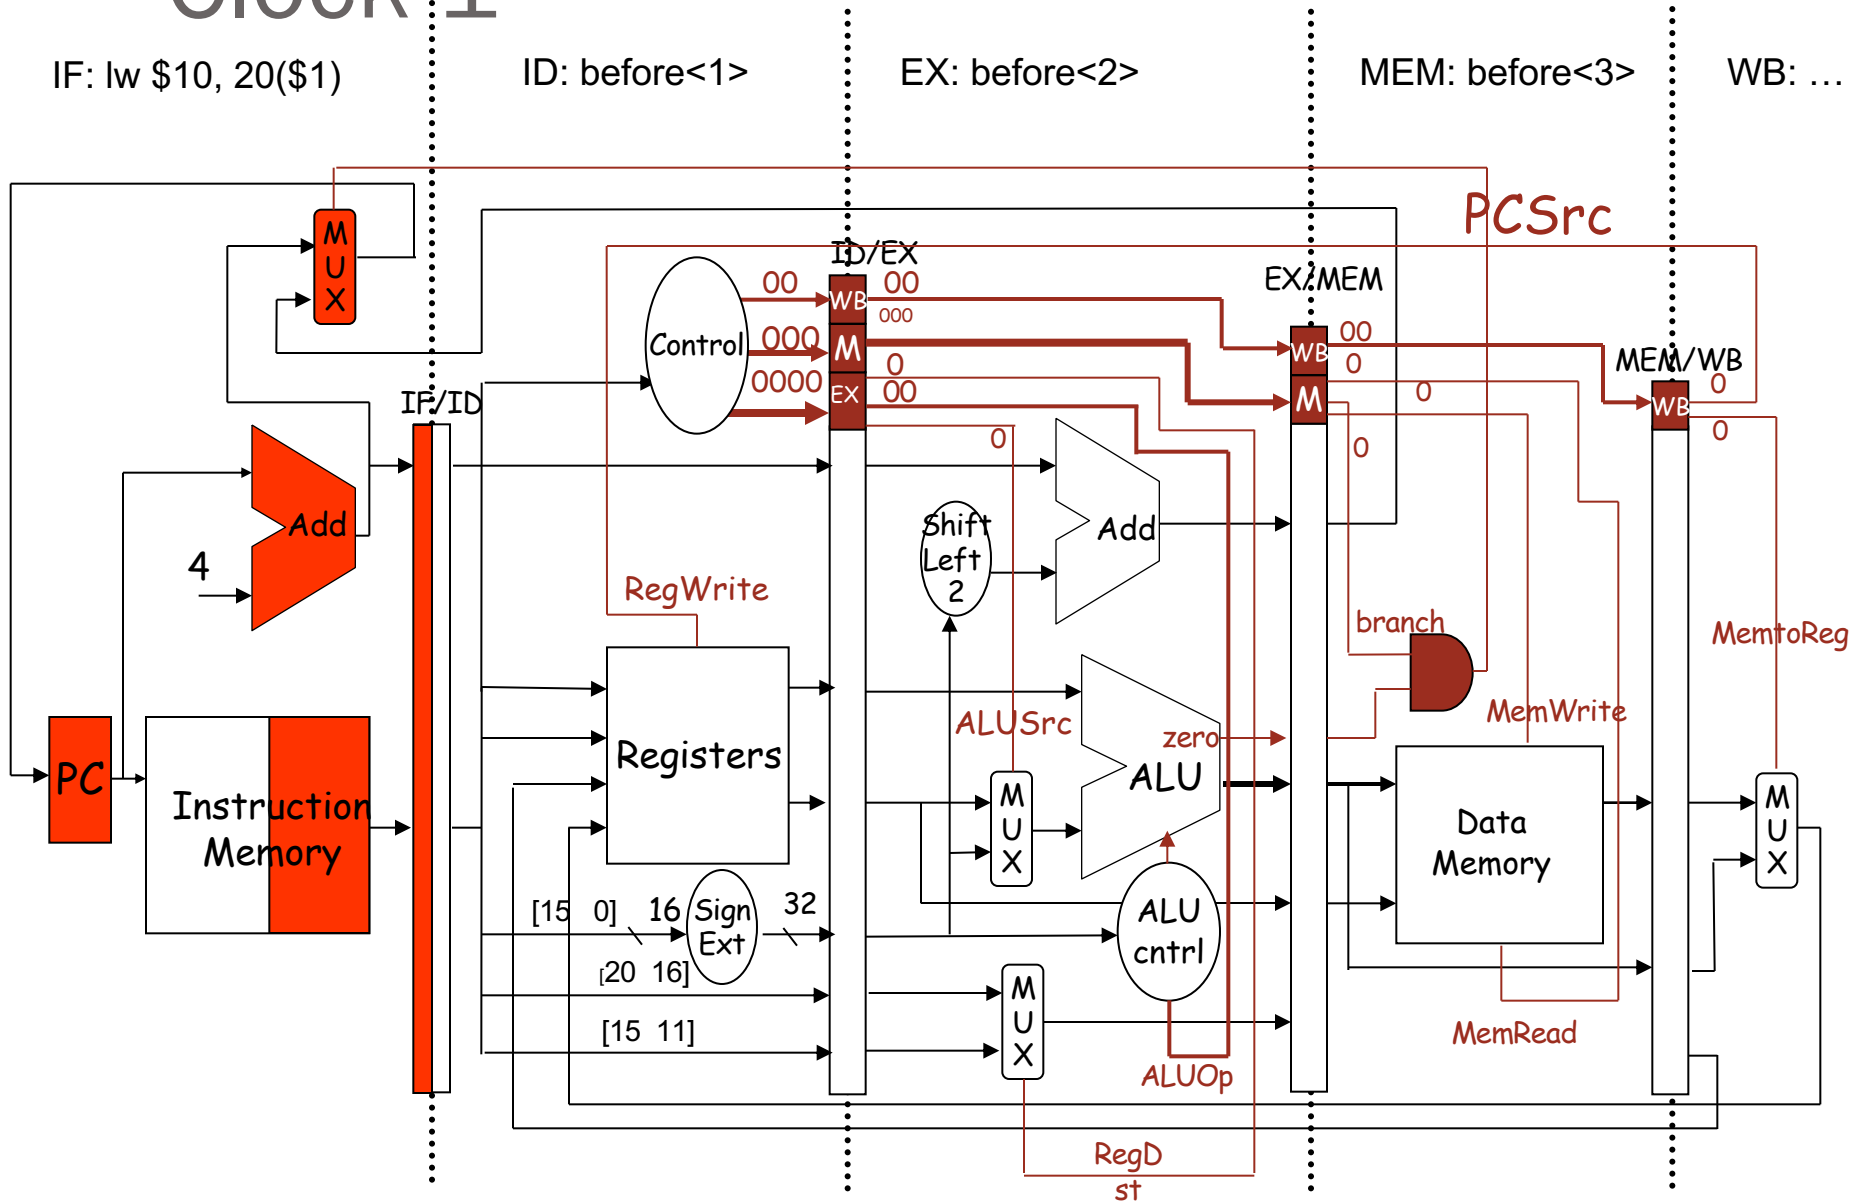 Clock 1
IF: lw $10, 20($1)
ID: before<1>
EX: before<2>
MEM: before<3>
WB: …
PCSrc
M
U
X
ID/EX
EX/MEM
MEM/WB
IF/ID
Control
00
000
0000
WB
M
EX
00
000
0
00
0
WB
M
00
0
0
0
WB
0
0
Add
4
Shift
Left
2
Add
RegWrite
branch
MemtoReg
PC
Instruction
Memory
Registers
ALUSrc
zero
ALU
MemWrite
M
U
X
Data
Memory
M
U
X
[15 0]
16
Sign
Ext
32
ALU
cntrl
[20 16]
[15 11]
M
U
X
MemRead
ALUOp
RegD
st